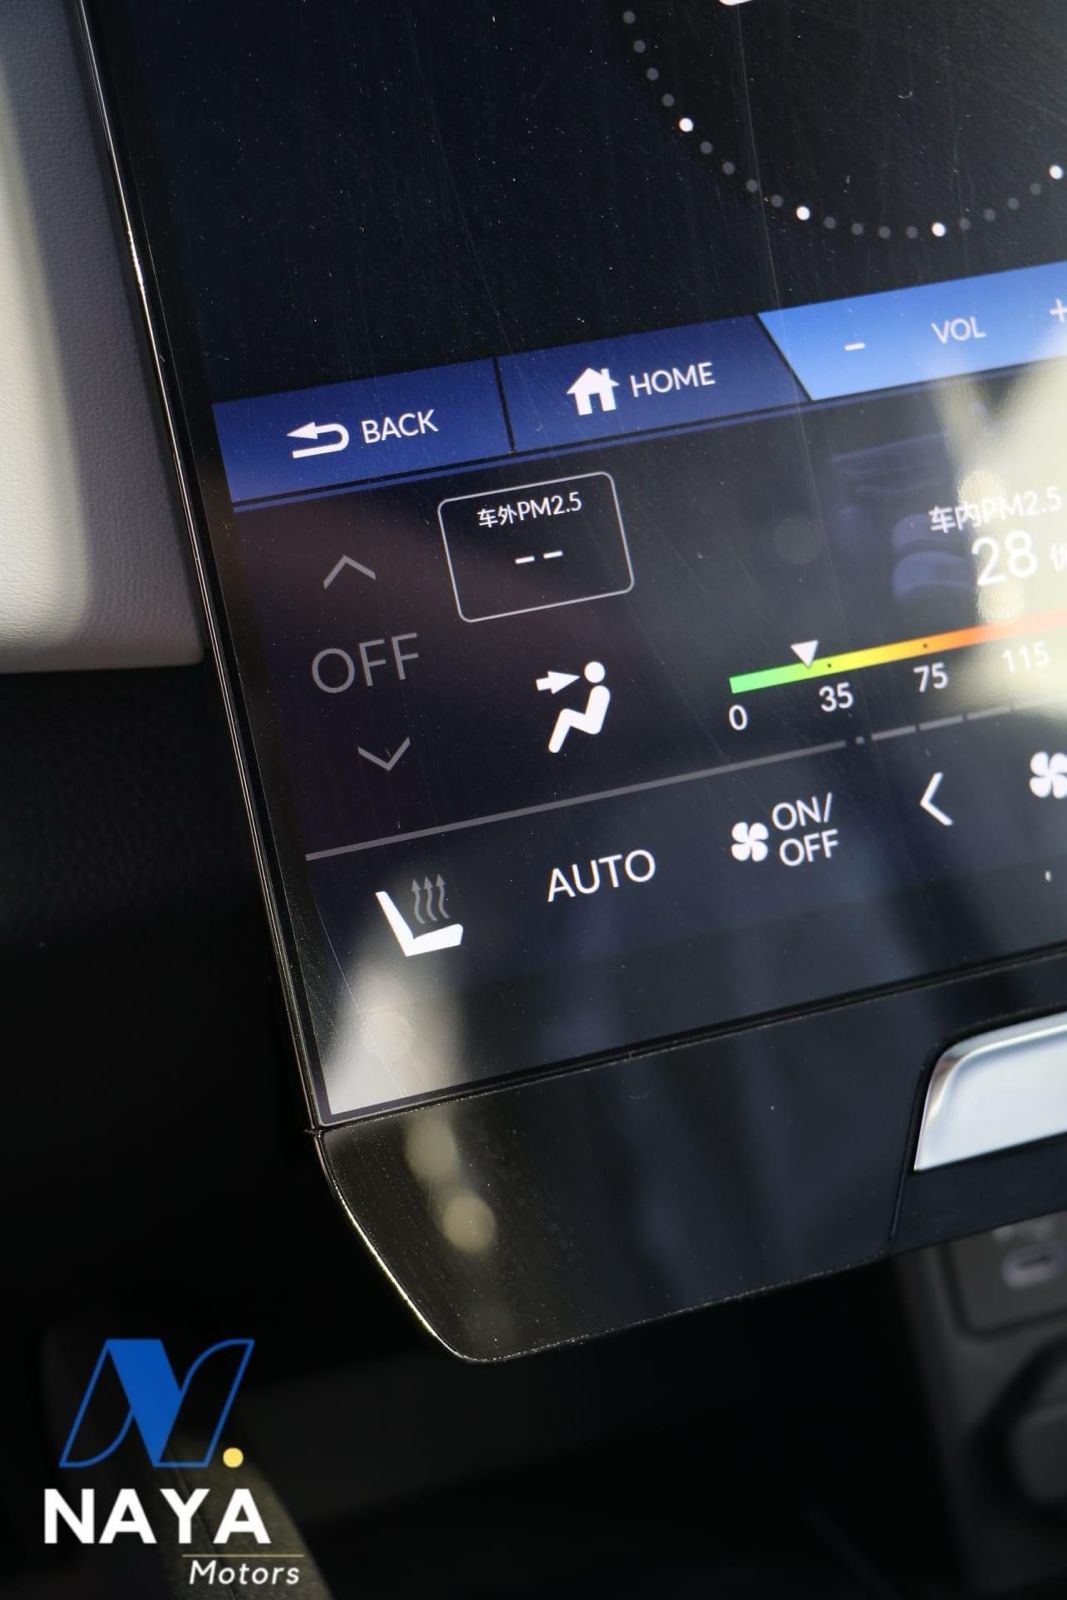 BACK
HOME
- VOL +
车外PM2.5
--
车内PM2.5
28
OFF
0 35 75 115
AUTO
ON/
OFF
NAYA
Motors